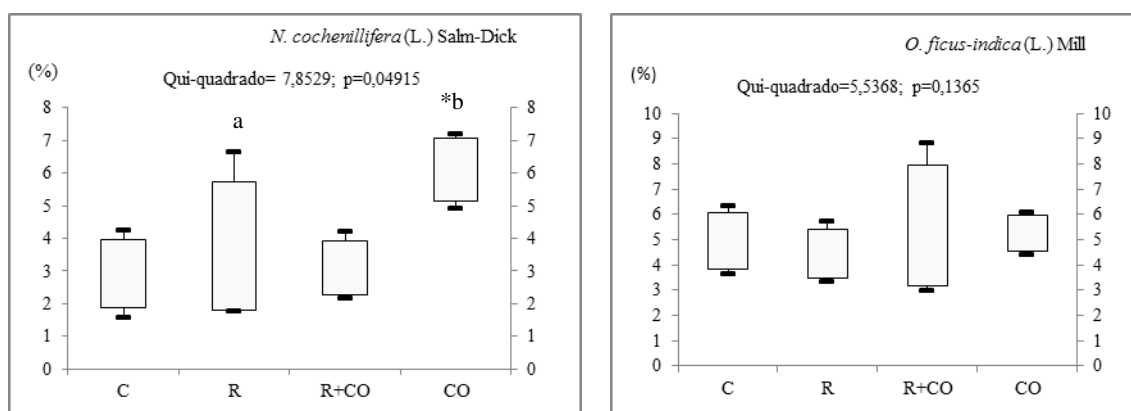 N. cochenillifera (L.) Salm-Dick
(%)
Qui-quadrado= 7,8529; p=0,04915
8 7 6 5 4 3 2 1 0
a
*b
8 7 6 5 4 3 2 1 0
C R R+CO CO
O. ficus-indica (L.) Mill
(%)
Qui-quadrado=5,5368; p=0,1365
10 9 8 7 6 5 4 3 2 1 0
10 9 8 7 6 5 4 3 2 1 0
C R R+CO CO